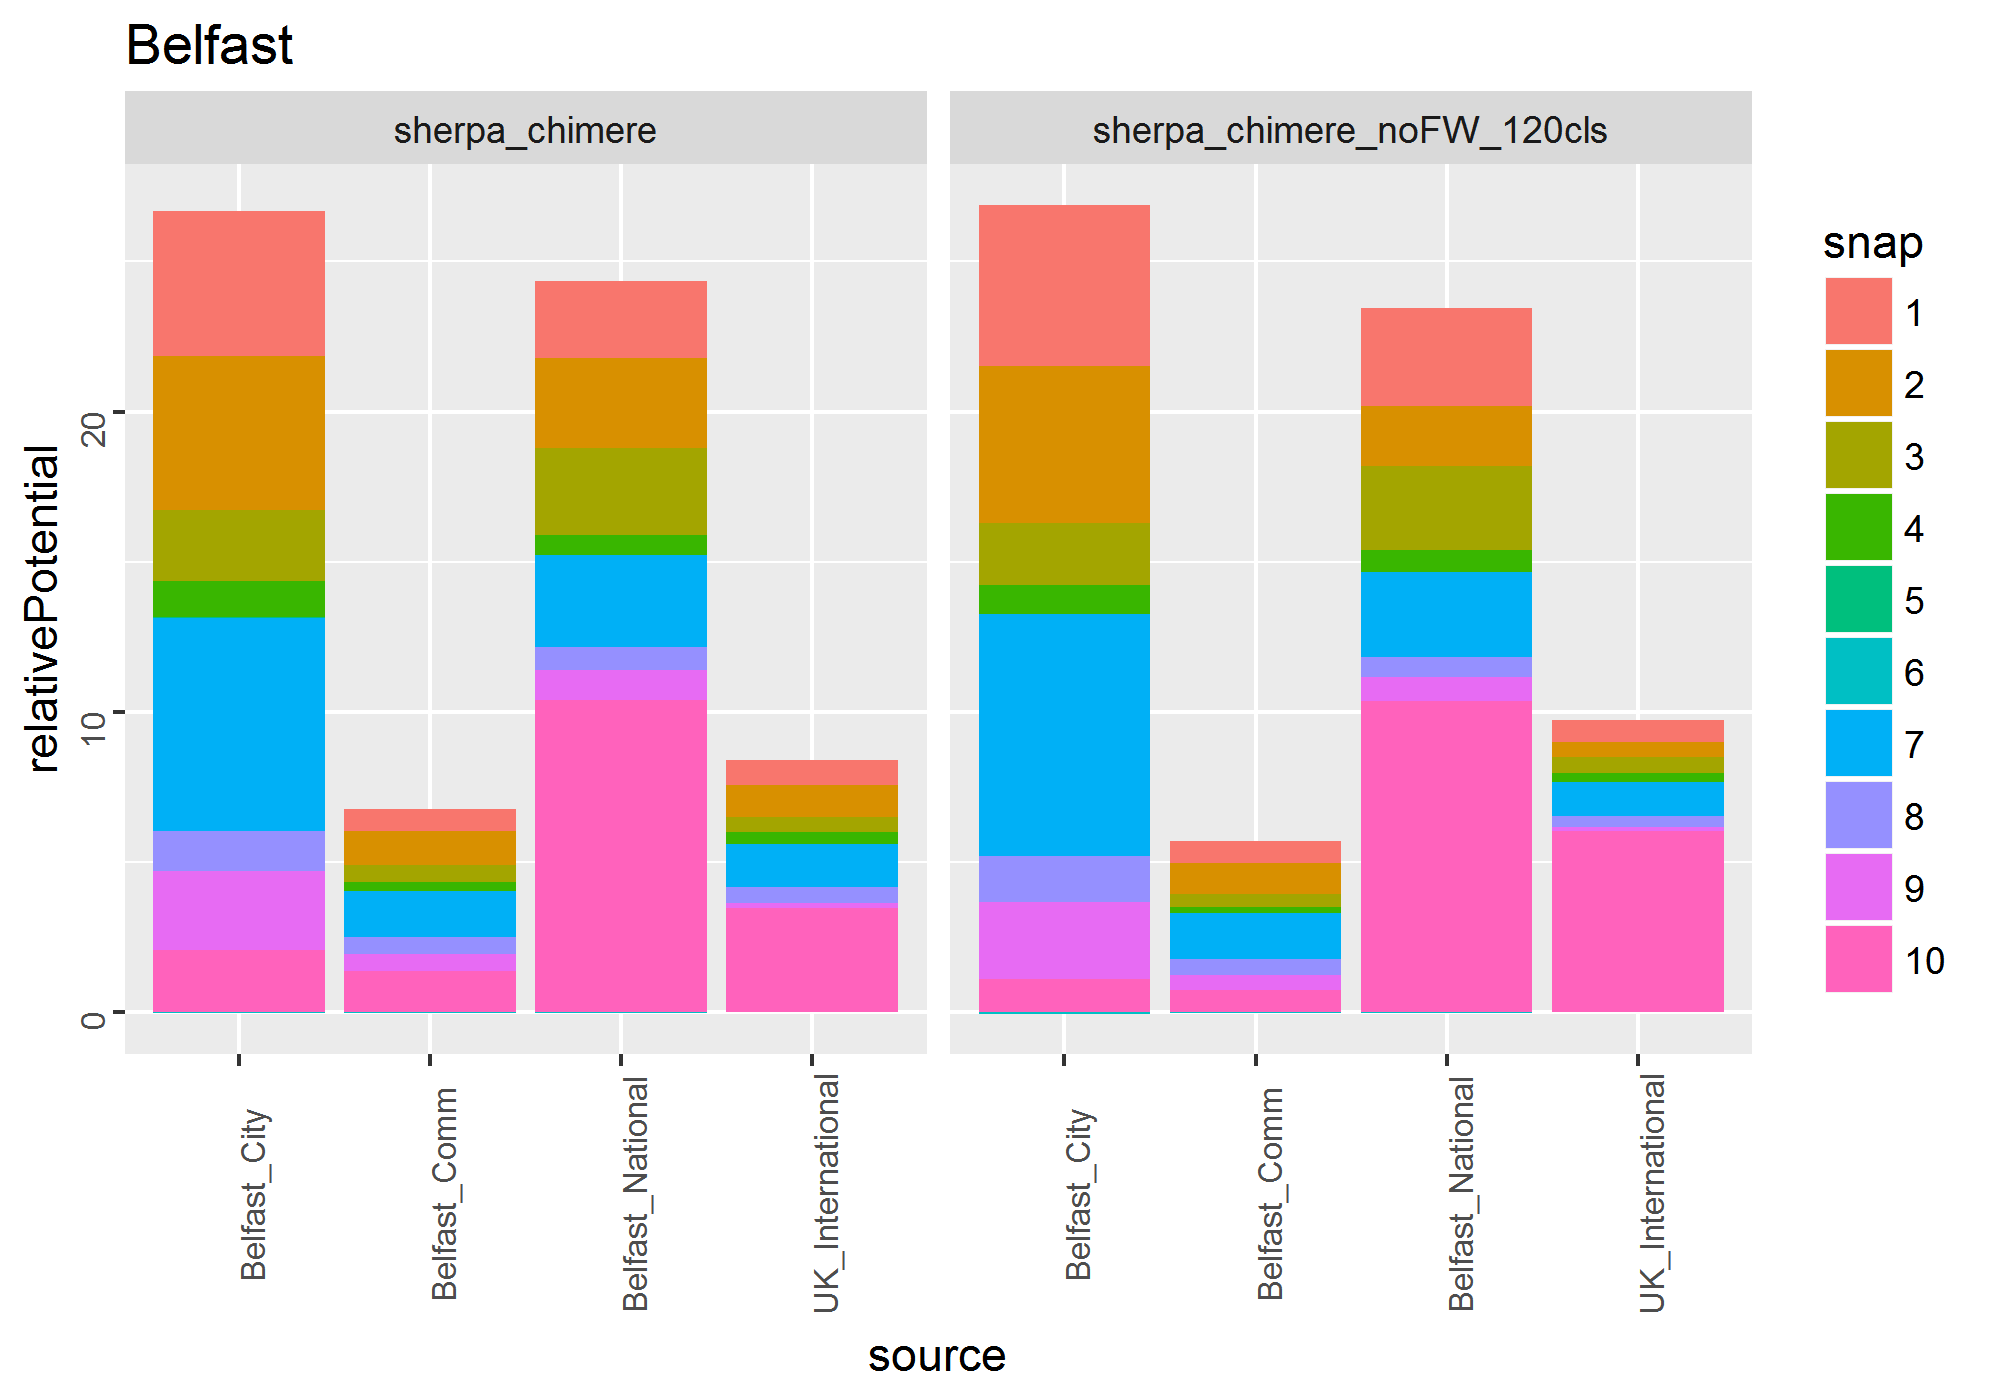 Belfast
sherpa_chimere
sherpa_chimere_noFW_120cls
relativePotential
20
10
0
Belfast_City
Belfast_Comm
Belfast_National
UK_International
Belfast_City
Belfast_Comm
Belfast_National
UK_International
source
snap
1
2
3
4
5
6
7
8
9
10